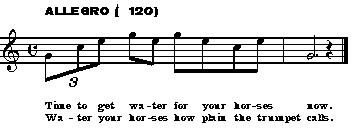 ALLEGRO ( 120)
3
Time to get wa-ter for your hor-ses now.
Wa - ter your hor-ses how plain the trumpet calls.